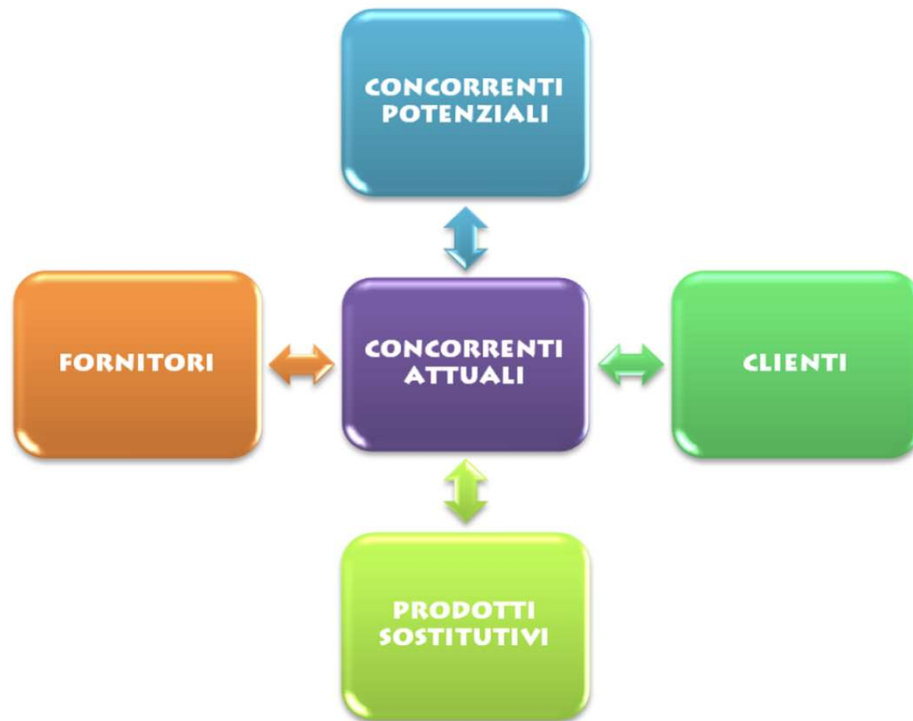 CONCORRENTI
POTENZIALI
FORNITORI
CONCORRENTI
ATTUALI
CLIENTI
PRODOTTI
SOSTITUTIVI